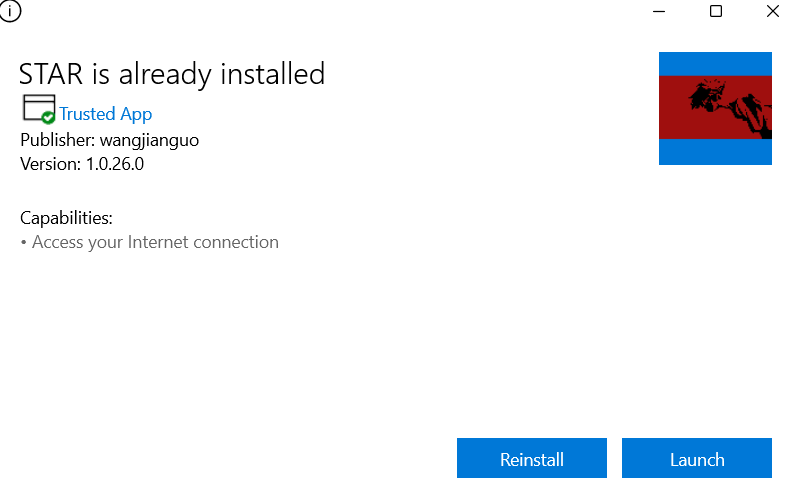 STAR is already installed
Trusted App
Publisher: wangjianguo
Version: 1.0.26.0
Capabilities:
• Access your Internet connection
Reinstall
Launch